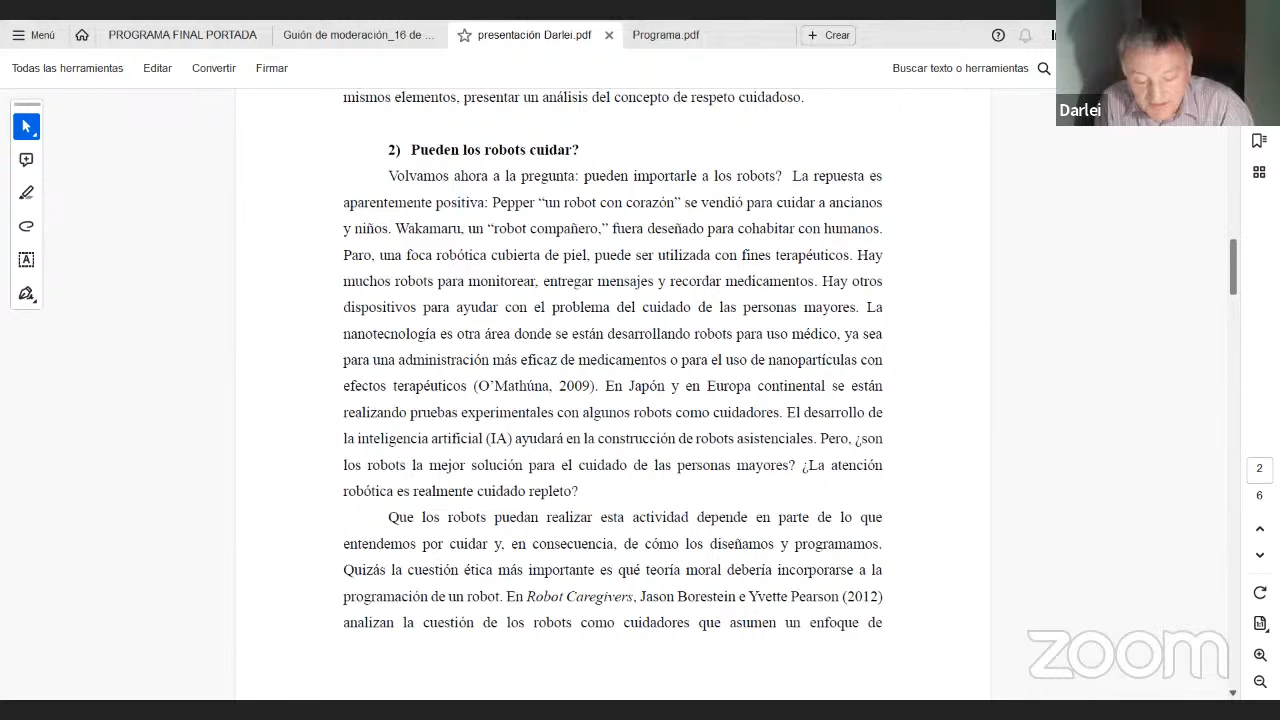 Menú
PROGRAMA FINAL PORTADA
Guión de moderación_16 de ...
presentación Darlei.pdf
Programa.pdf
Crear
Todas las herramientas
Editar
Convertir
Firmar
Buscar texto o herramientas
Darlei
mismos elementos, presentar un análisis del concepto de respeto cuidadoso.
2) Pueden los robots cuidar?
Volvamos ahora a la pregunta: pueden importarle a los robots? La repuesta es
aparentemente positiva: Pepper “un robot con corazón” se vendió para cuidar a ancianos
y niños. Wakamaru, un “robot compañero,” fuera deseñado para cohabitar con humanos.
Paro, una foca robótica cubierta de piel, puede ser utilizada con fines terapéuticos. Hay
muchos robots para monitorear, entregar mensajes y recordar medicamentos. Hay otros
dispositivos para ayudar con el problema del cuidado de las personas mayores. La
nanotecnología es otra área donde se están desarrollando robots para uso médico, ya sea
para una administración más eficaz de medicamentos o para el uso de nanopartículas con
efectos terapéuticos (O’Mathúna, 2009). En Japón y en Europa continental se están
realizando pruebas experimentales con algunos robots como cuidadores. El desarrollo de
la inteligencia artificial (IA) ayudará en la construcción de robots asistenciales. Pero, ¿son
los robots la mejor solución para el cuidado de las personas mayores? ¿La atención
robótica es realmente cuidado repleto?
Que los robots puedan realizar esta actividad depende en parte de lo que
entendemos por cuidar y, en consecuencia, de cómo los diseñamos y programamos.
Quizás la cuestión ética más importante es qué teoría moral debería incorporarse a la
programación de un robot. En Robot Caregivers, Jason Borestein e Yvette Pearson (2012)
analizan la cuestión de los robots como cuidadores que asumen un enfoque de
2
6
zoom